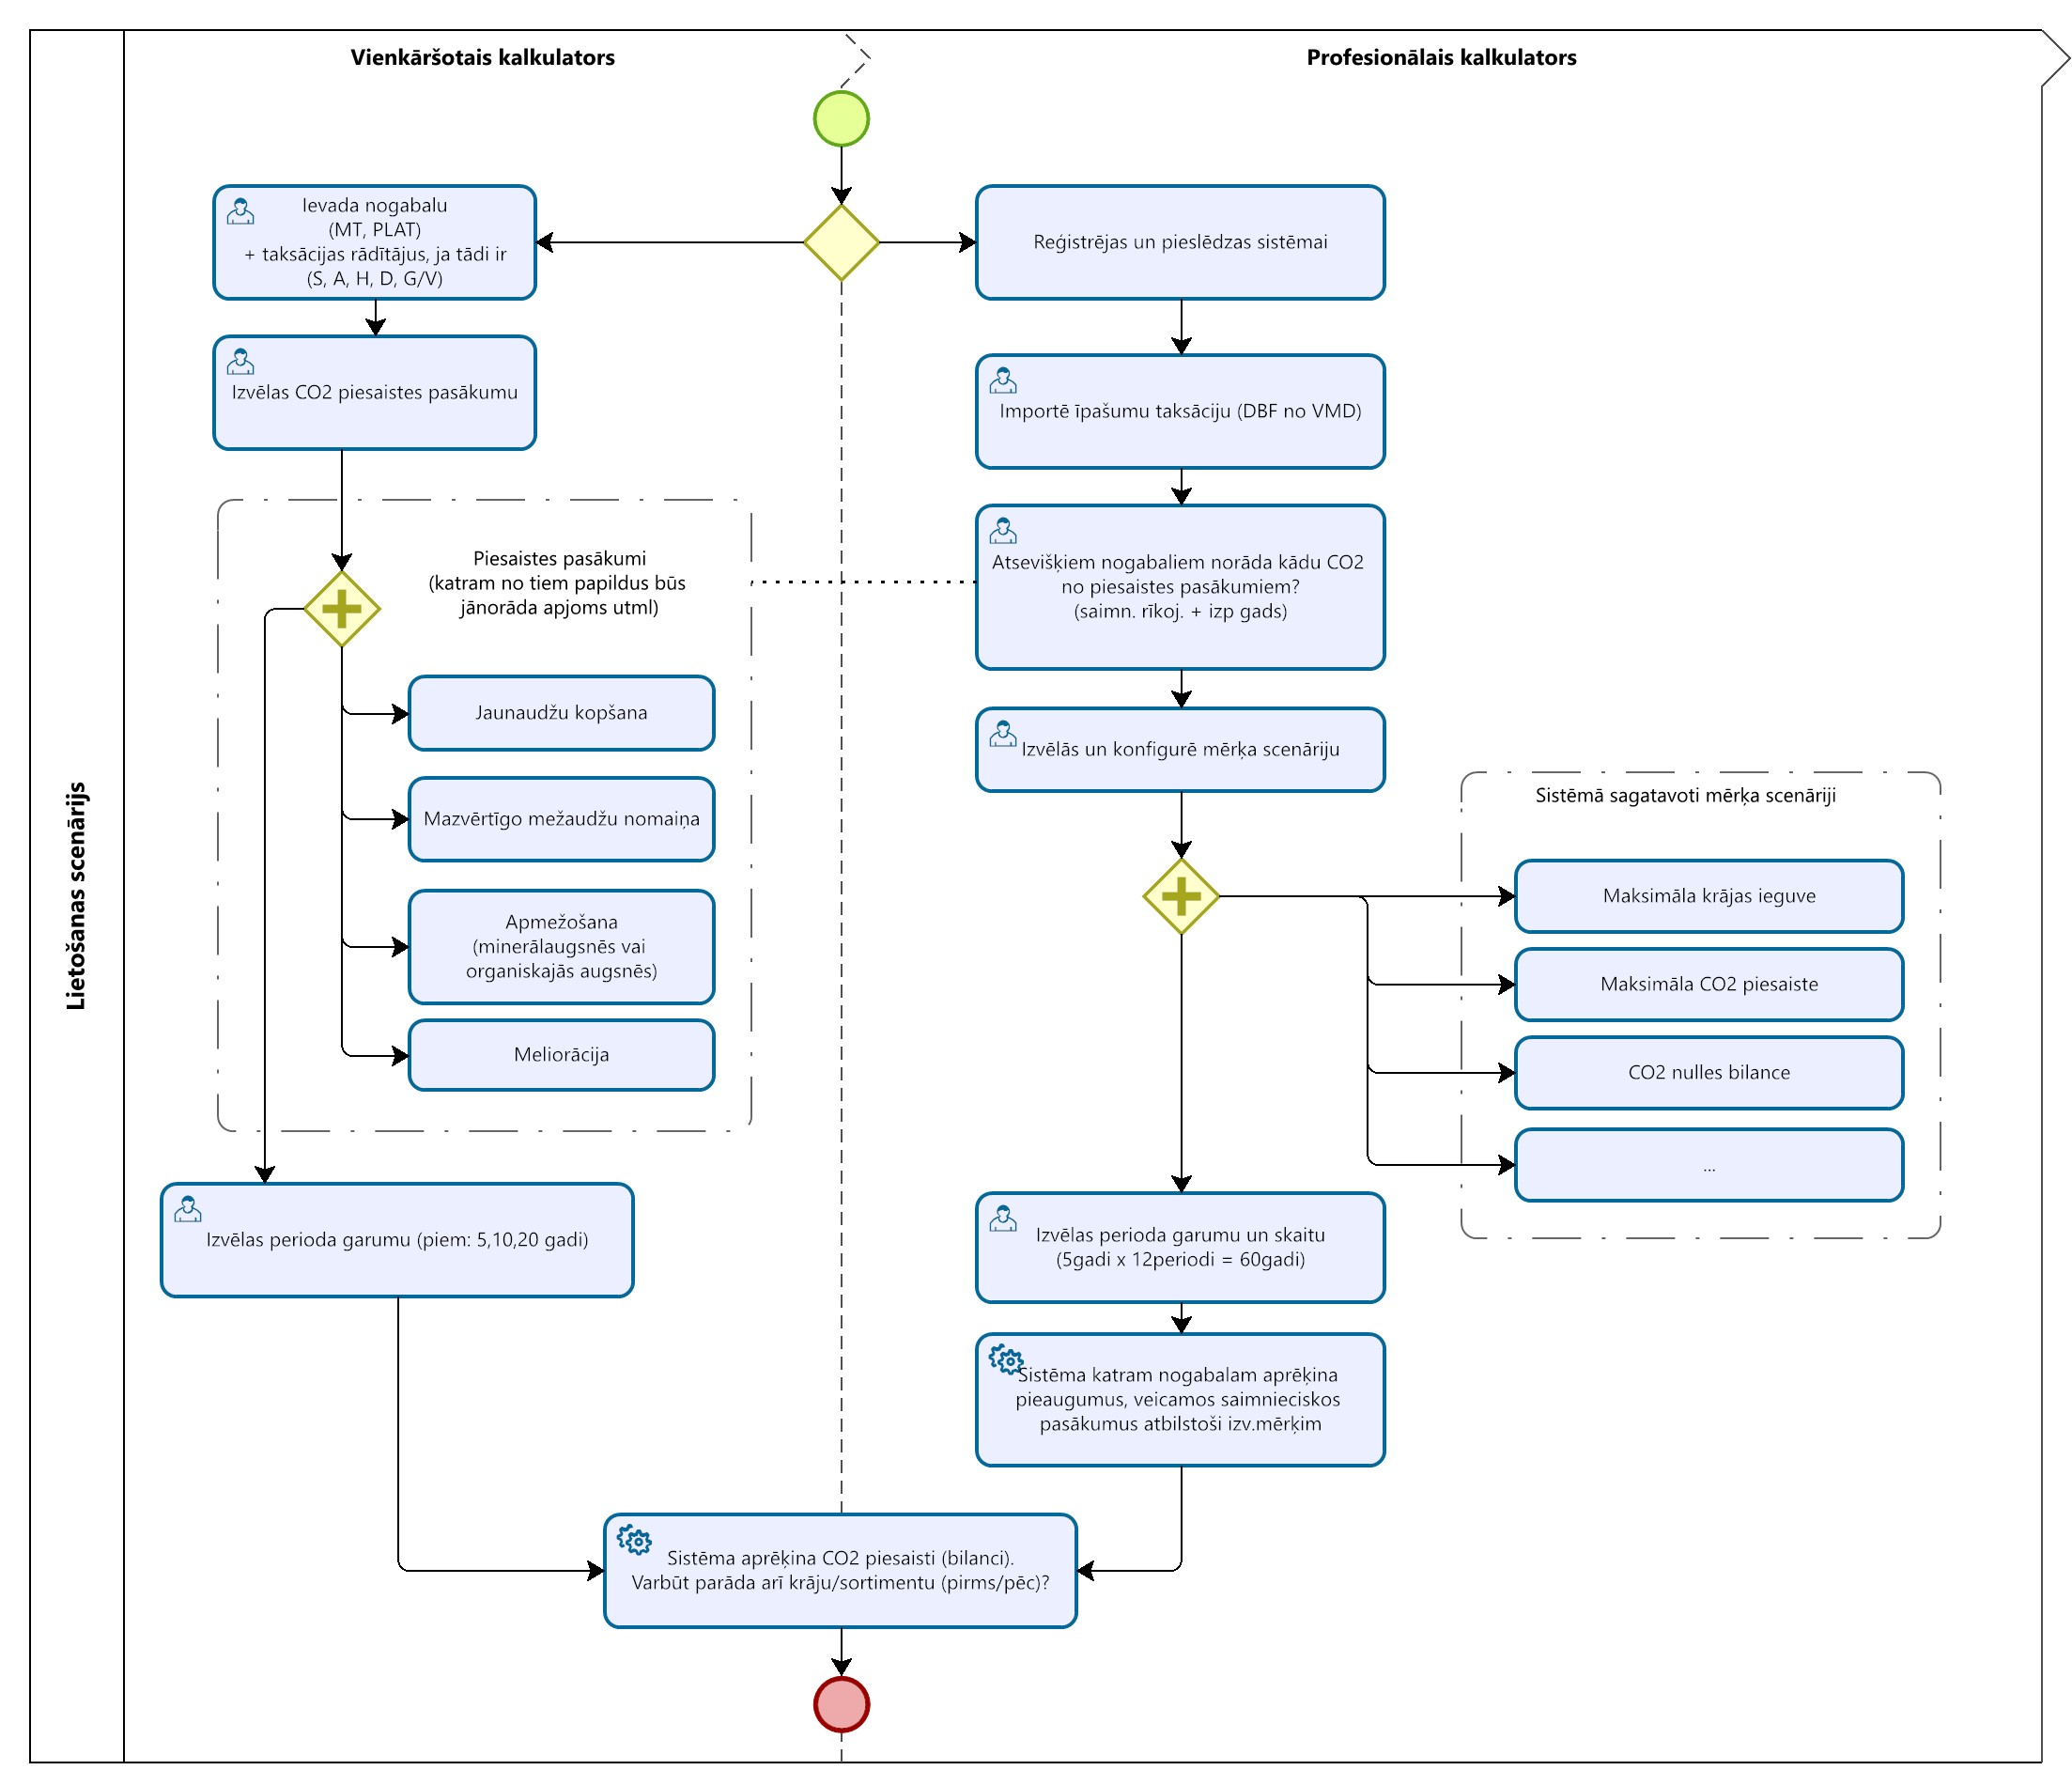 Lietošanas scenārijs
Vienkāršotais kalkulators
Profesionālais kalkulators
Ievada nogabalu
(MT, PLAT)
+ taksācijas rādītājus, ja tādi ir
(S, A, H, D, G/V)
Izvēlas CO2 piesaistes pasākumu
Piesaistes pasākumi
(katram no tiem papildus būs
jānorāda apjoms utml)
Jaunaudžu kopšana
Mazvērtīgo mežaudžu nomaiņa
Apmežošana
(minerālaugsnēs vai
organiskajās augsnēs)
Meliorācija
Izvēlas perioda garumu (piem: 5,10,20 gadi)
Reģistrējas un pieslēdzas sistēmai
Importē īpašumu taksāciju (DBF no VMD)
Atsevišķiem nogabaliem norāda kādu CO2
no piesaistes pasākumiem?
(saimn. rīkoj. + izp gads)
Izvēlās un konfigurē mērķa scenāriju
Sistēmā sagatavoti mērķa scenāriji
Maksimāla krājas ieguve
Maksimāla CO2 piesaiste
CO2 nulles bilance
...
Izvēlas perioda garumu un skaitu
(5gadi x 12periodi = 60gadi)
Sistēma katram nogabalam aprēķina
pieaugumus, veicamos saimnieciskos
pasākumus atbilstoši izv.mērķim
Sistēma aprēķina CO2 piesaisti (bilanci).
Varbūt parāda arī krāju/sortimentu (pirms/pēc)?